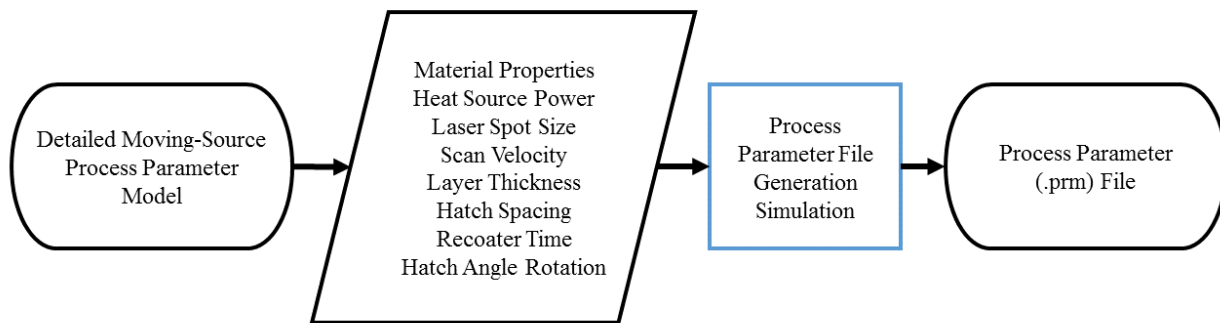 Detailed Moving-Source
Process Parameter
Model
Material Properties
Heat Source Power
Laser Spot Size
Scan Velocity
Layer Thickness
Hatch Spacing
Recoater Time
Hatch Angle Rotation
Process
Parameter File
Generation
Simulation
Process Parameter
(.prm) File